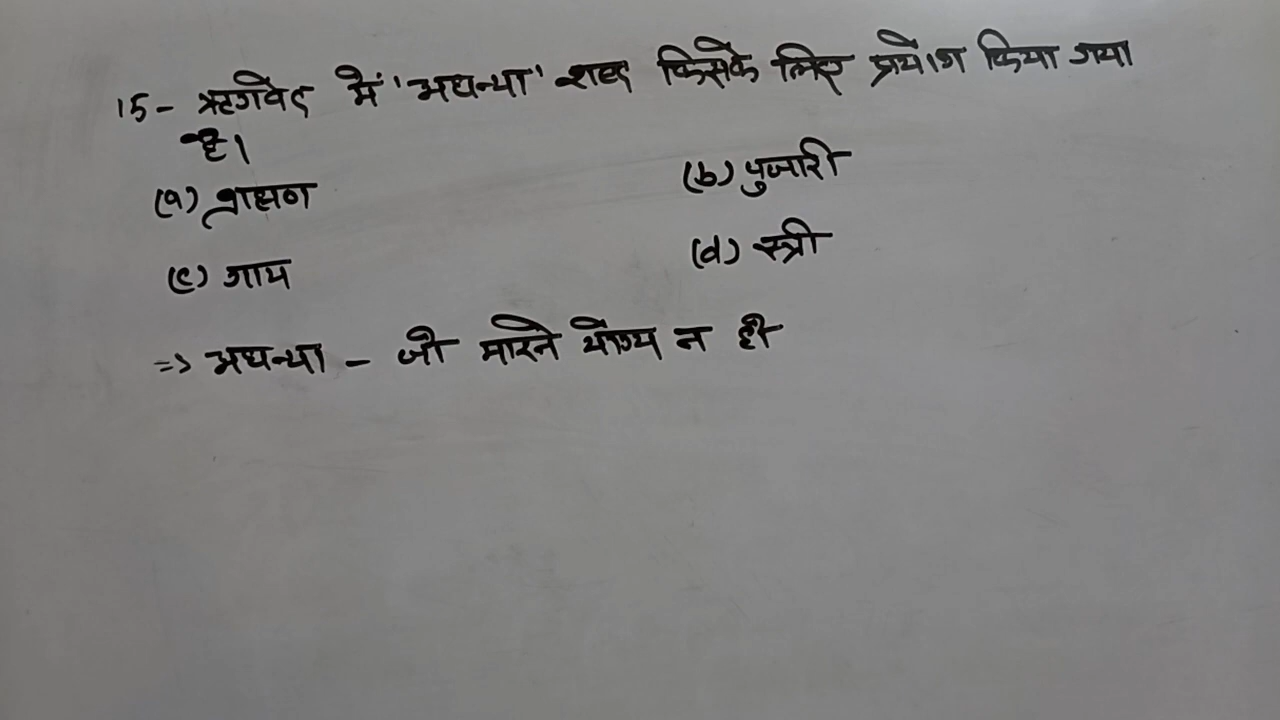 15- ऋग्वेद में 'अघन्या' शब्द किसके लिए प्रयोग किया गया
है।
(a) ब्राह्मण
(b) पुजारी
(c) गाय
(d) स्त्री
=> अघन्या - जो मारने योग्य न हो